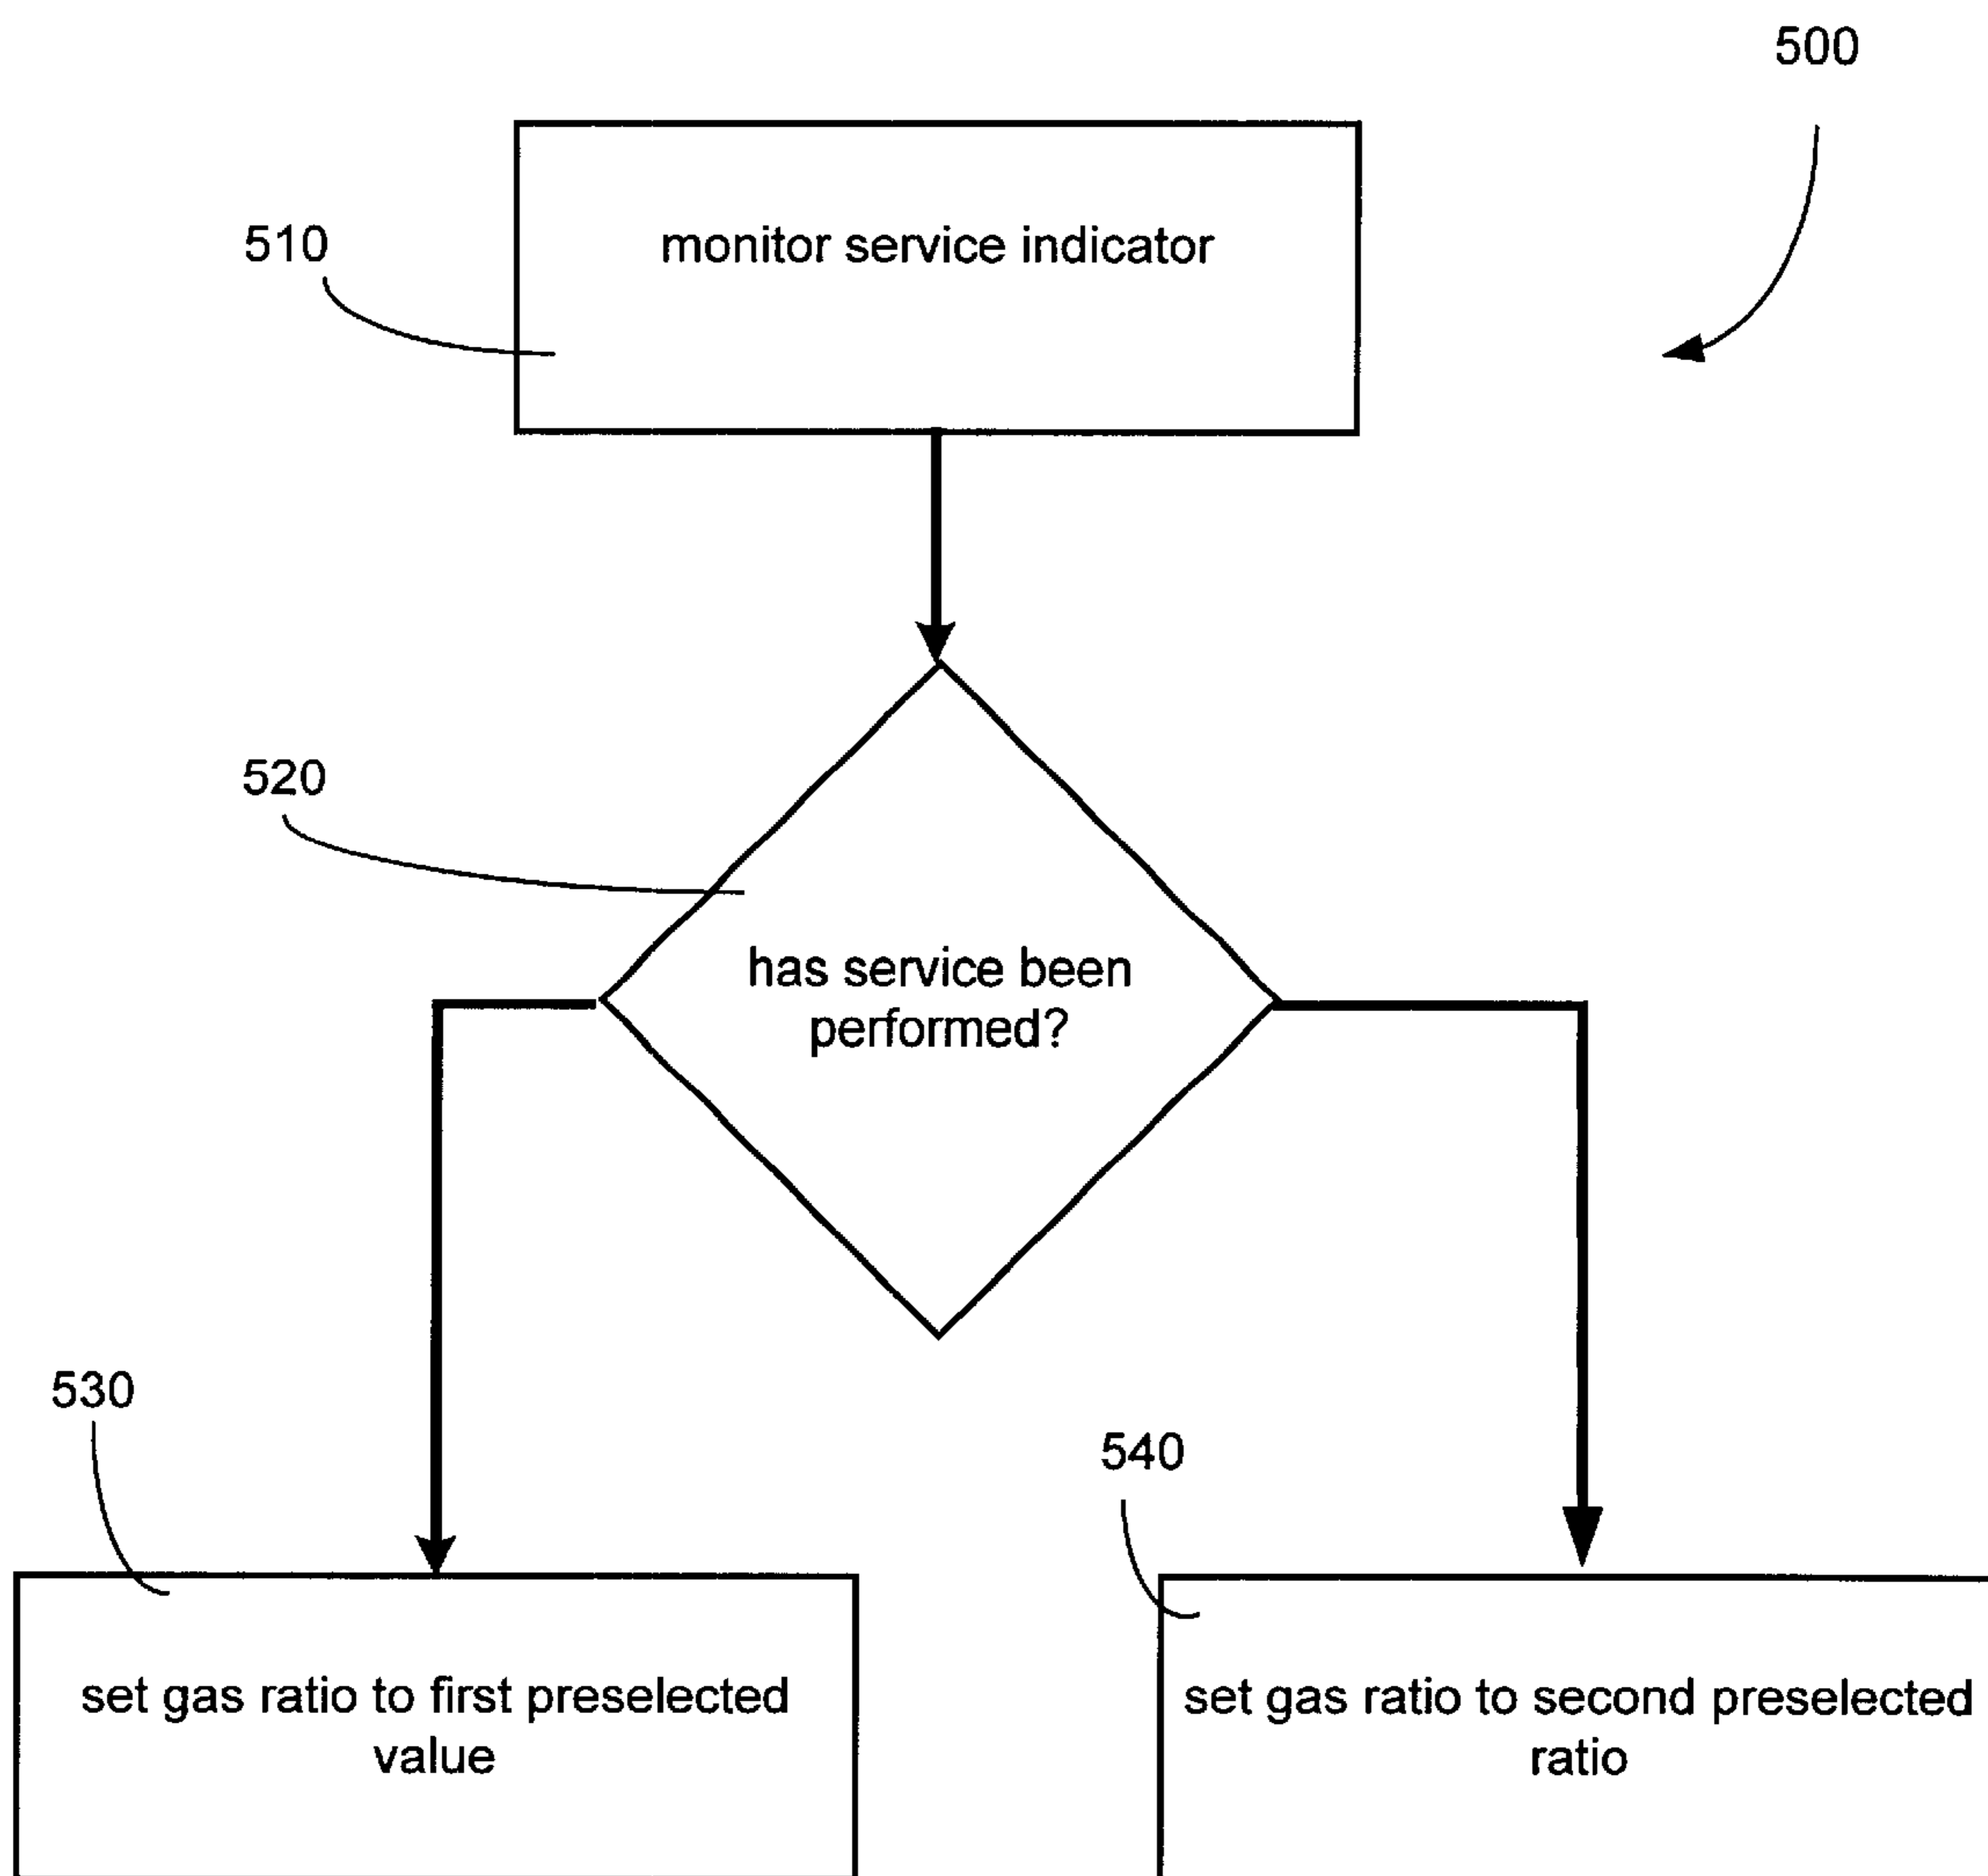 500
510
monitor service indicator
520
has service been
performed?
530
540
set gas ratio to first preselected
value
set gas ratio to second preselected
ratio